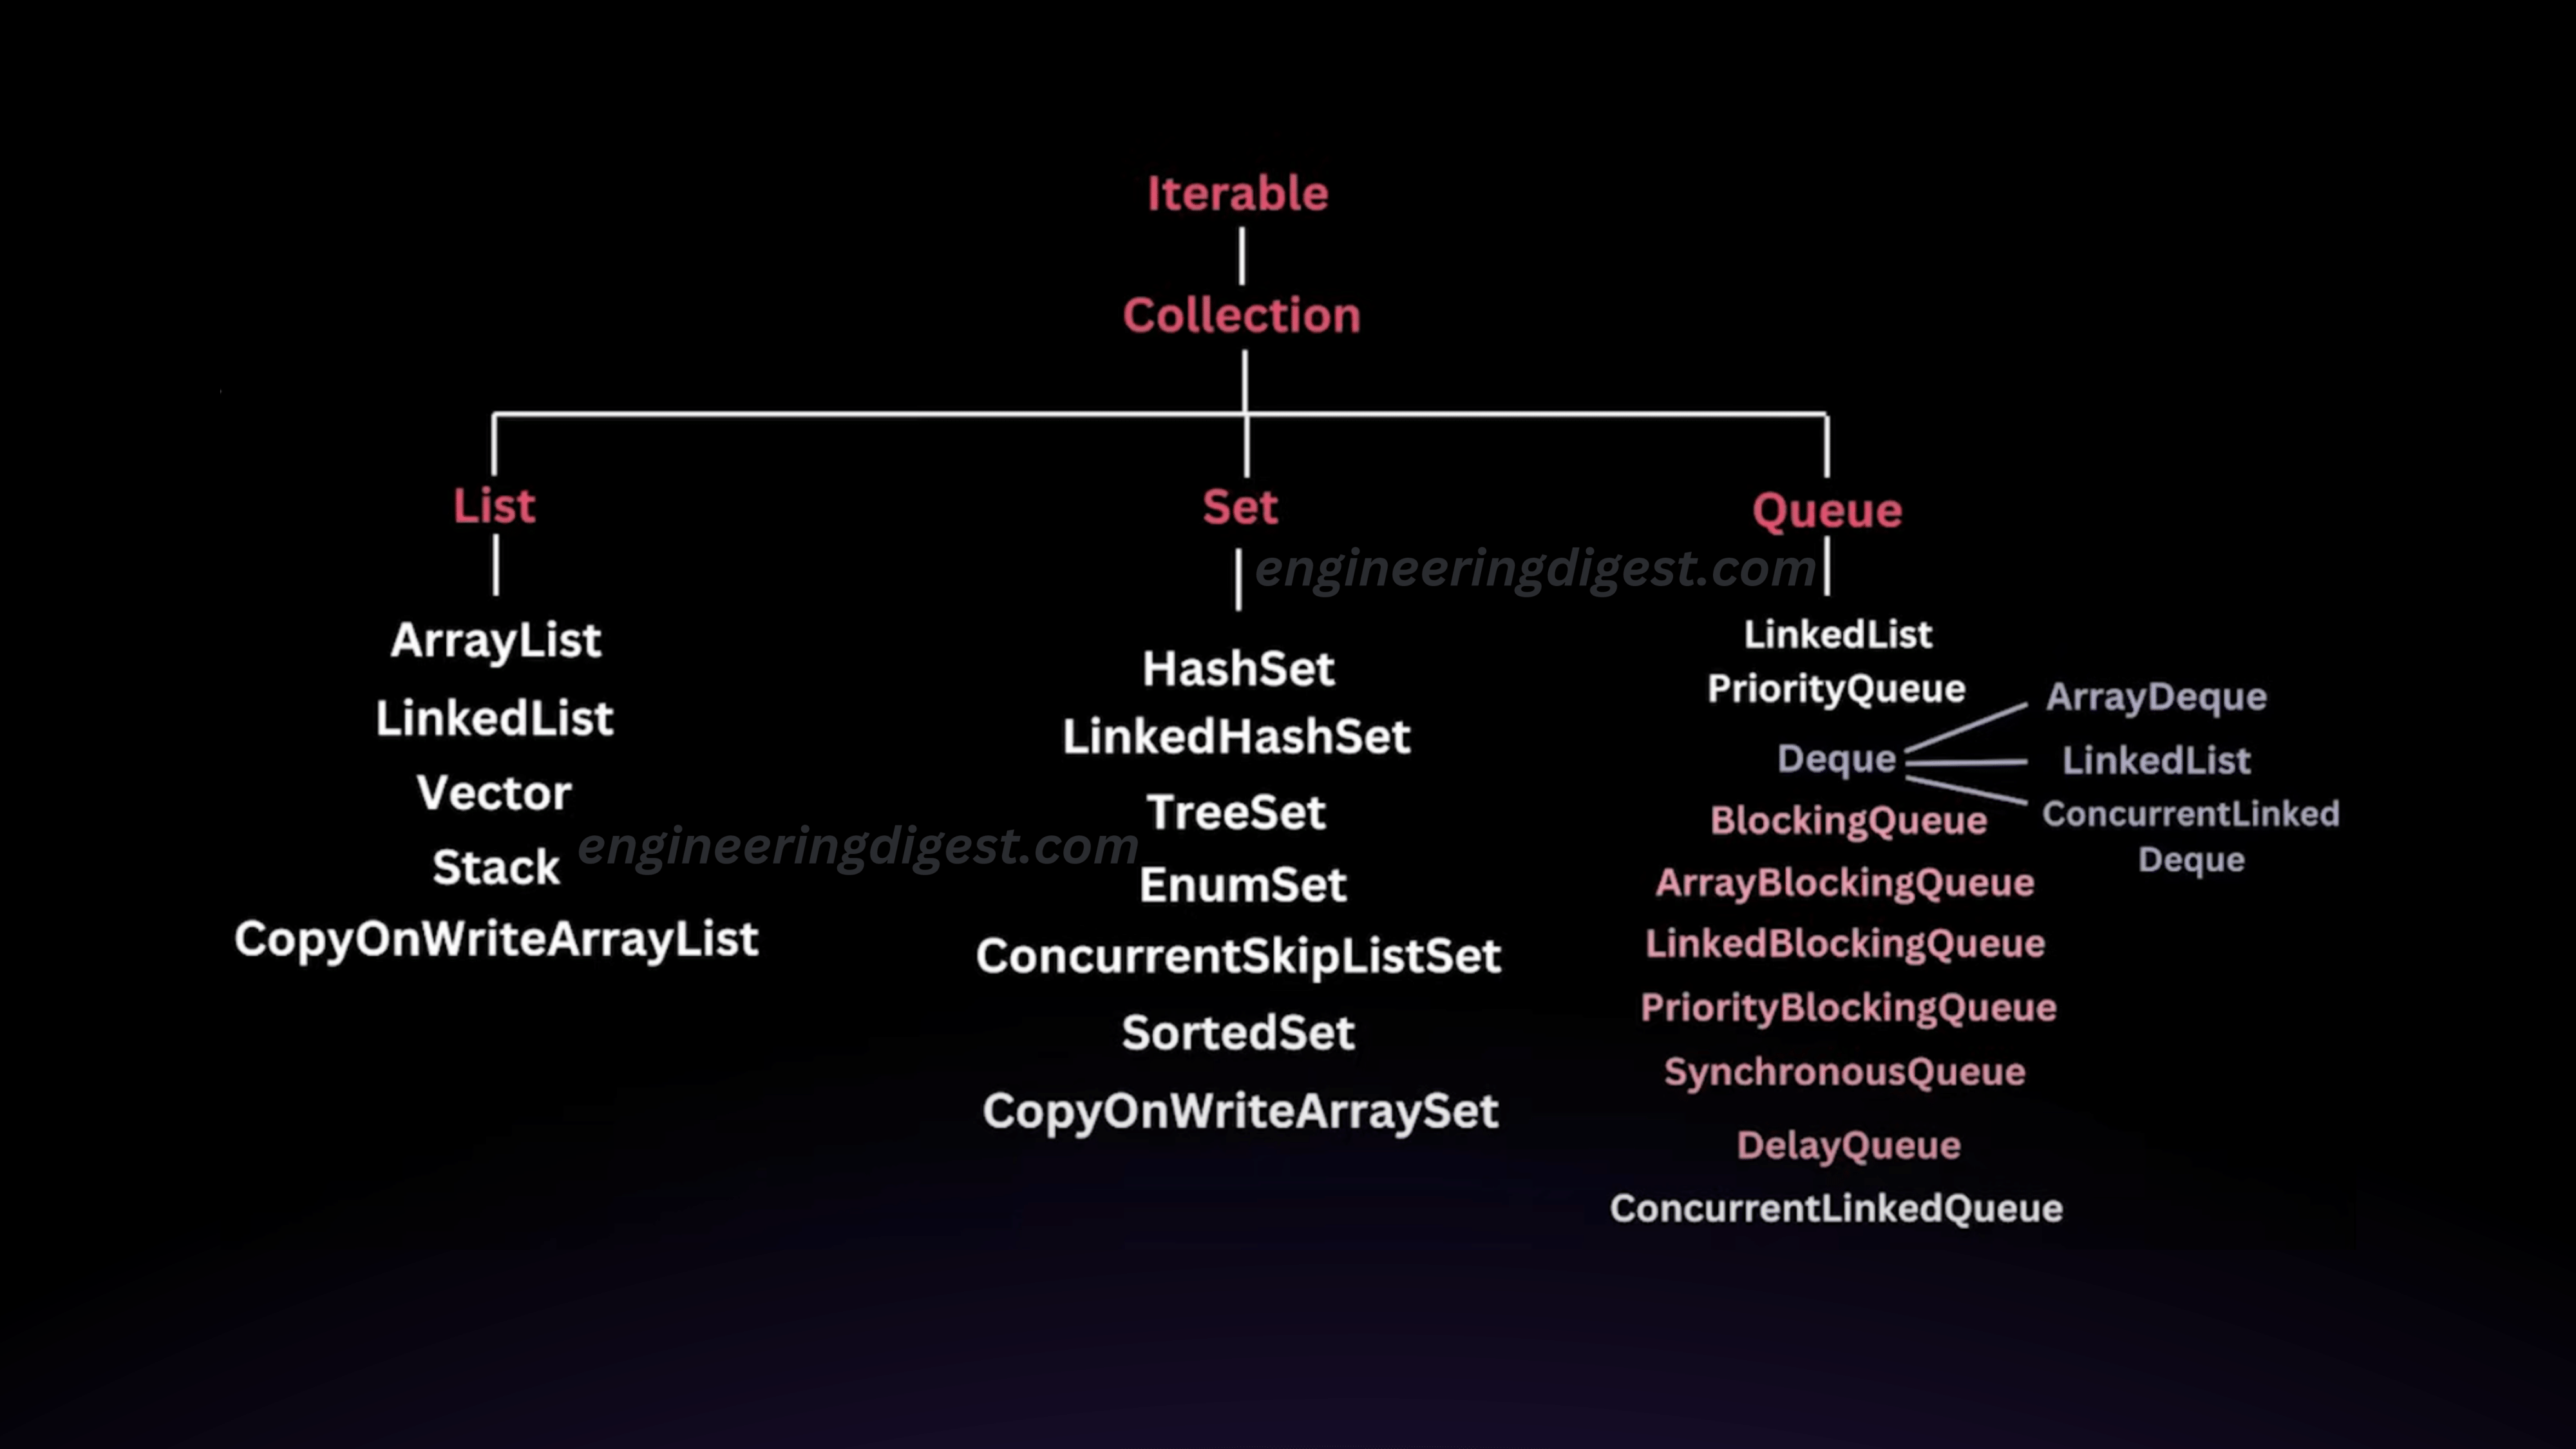 Iterable
Collection
List
Set
Queue
engineeringdigest.com
ArrayList
LinkedList
Vector
Stack
CopyOnWriteArrayList
engineeringdigest.com
HashSet
LinkedHashSet
TreeSet
EnumSet
ConcurrentSkipListSet
SortedSet
CopyOnWriteArraySet
LinkedList
PriorityQueue
Deque
BlockingQueue
ArrayBlockingQueue
LinkedBlockingQueue
PriorityBlockingQueue
SynchronousQueue
DelayQueue
ConcurrentLinkedQueue
ArrayDeque
LinkedList
ConcurrentLinked
Deque